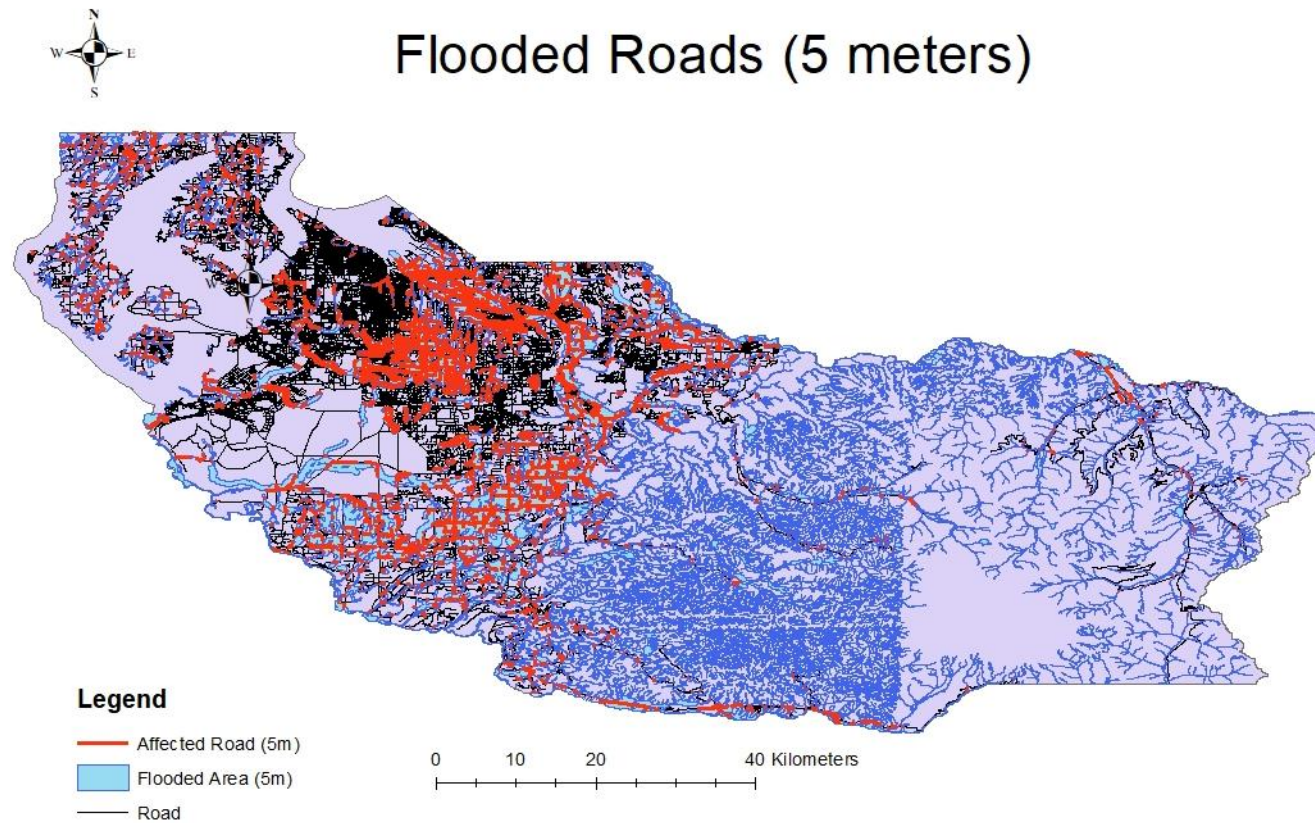 N
W E
S
Flooded Roads (5 meters)
W
S
Legend
Affected Road (5m)
Flooded Area (5m)
Road
0 10 20 40 Kilometers